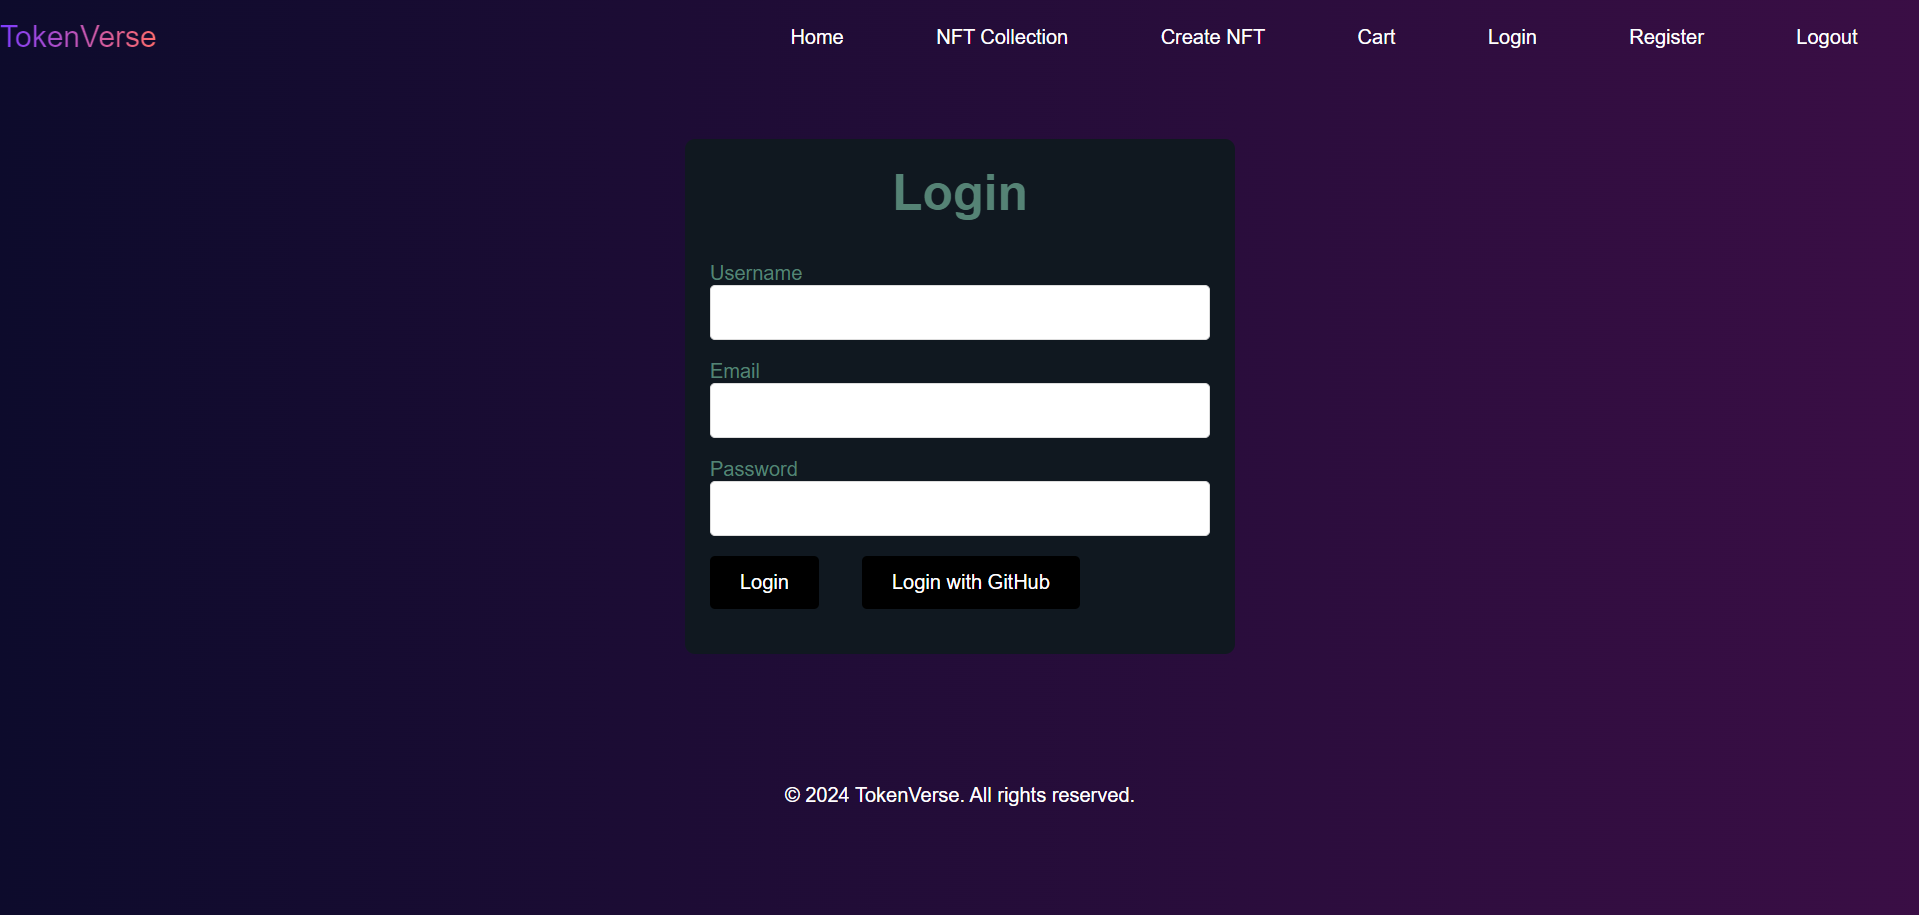 TokenVerse Home NFT Collection Create NFT Cart Login Register Logout
Login
Username
Email
Password
Login Login with GitHub
© 2024 TokenVerse. All rights reserved.